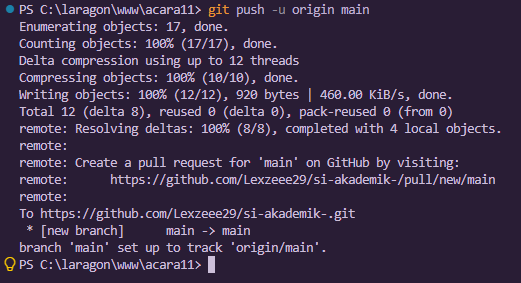 PS C:\laragon\www\acara11> git push -u origin main
Enumerating objects: 17, done.
Counting objects: 100% (17/17), done.
Delta compression using up to 12 threads
Compressing objects: 100% (10/10), done.
Writing objects: 100% (12/12), 920 bytes | 460.00 KiB/s, done.
Total 12 (delta 8), reused 0 (delta 0), pack-reused 0 (from 0)
remote: Resolving deltas: 100% (8/8), completed with 4 local objects.
remote:
remote: Create a pull request for 'main' on GitHub by visiting:
remote:      https://github.com/Lexzeee29/si-akademik-/pull/new/main
remote:
To https://github.com/Lexzeee29/si-akademik-.git
 * [new branch]      main -> main
branch 'main' set up to track 'origin/main'.
PS C:\laragon\www\acara11>